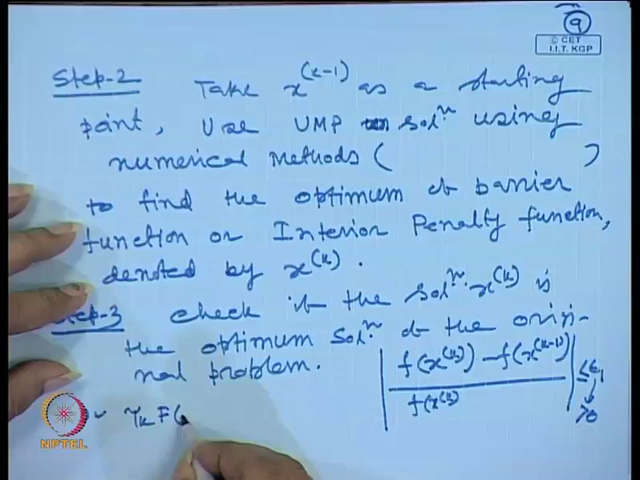 9
© CET
I.I.T. KGP
Step-2 Take x^(k-1) as a starting
point, Use UMP solⁿ using
numerical methods ( )
to find the optimum of barrier
function or Interior Penalty function,
denoted by x^(k).
Step-3 check if the solⁿ. x^(k) is
the optimum solⁿ. of the origi-
nal problem. | f(x^(k)) - f(x^(k-1)) / f(x^(k)) | ≤ ε₁
> 0
r_k F(
NPTEL